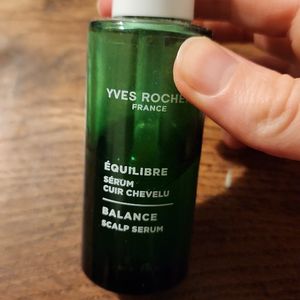 YVES ROCHE
FRANCE
ÉQUILIBRE
SÉRUM
CUIR CHEVELU
BALANCE
SCALP SERUM